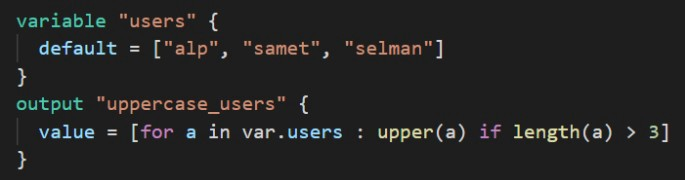 variable "users" {
  default = ["alp", "samet", "selman"]
}
output "uppercase_users" {
  value = [for a in var.users : upper(a) if length(a) > 3]
}